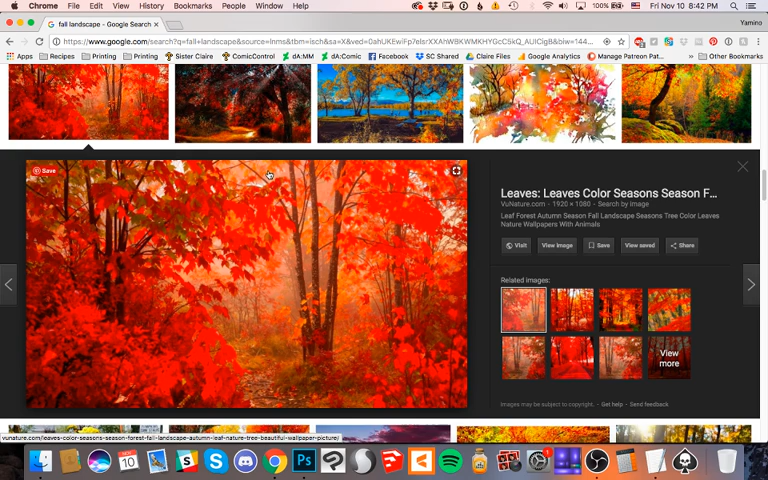 Chrome File Edit View History Bookmarks People Window Help 100% Fri Nov 10 8:42 PM
fall landscape - Google Search Yamino
https://www.google.com/search?q=fall+landscape&source=lnms&tbm=isch&sa=X&ved=
Apps Recipes Printing Printing Sister Claire ComicControl dA:MM dA:Comic Facebook SC Shared Claire Files Google Analytics Manage Patreon Pat... Other Bookmarks
Save
Leaves: Leaves Color Seasons Season F...
VuNature.com - 1920 × 1080 - Search by image
Leaf Forest Autumn Season Fall Landscape Seasons Tree Color Leaves
Nature Wallpapers With Animals
Visit View image Save View saved Share
Related images:
View
more
Images may be subject to copyright. - Get help - Send feedback
vunature.com/leaves-color-seasons-season-forest-fall-landscape-autumn-leaf-nature-tree-beautiful-wallpaper-picture/
NOV
10
Ps